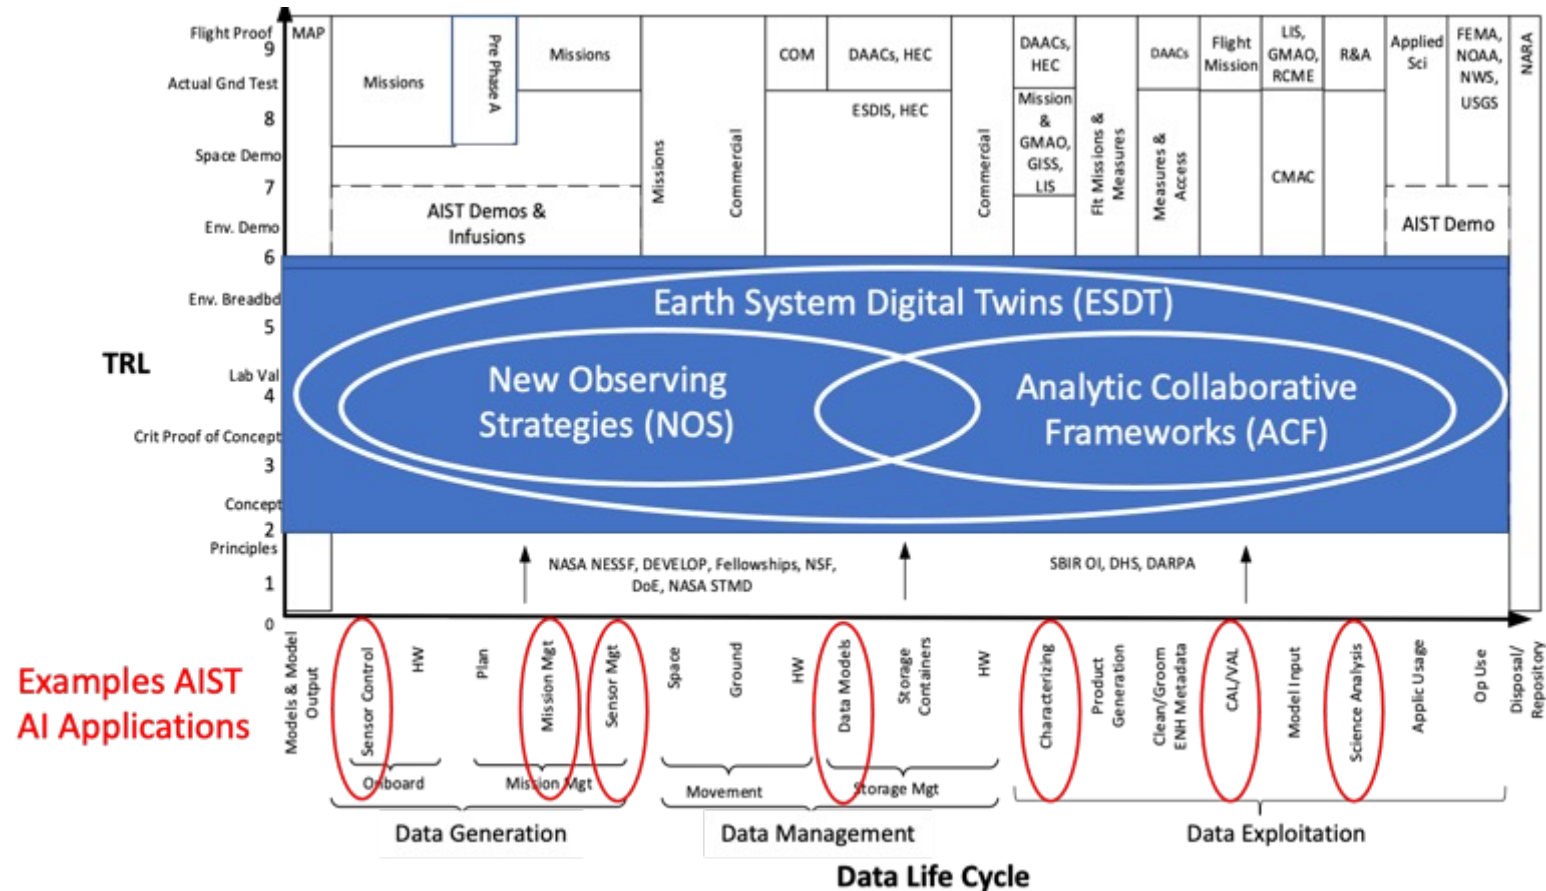 Flight Proof
9
Actual Gnd Test
8
Space Demo
7
Env. Demo
6
Env. Breadbd
5
TRL
Lab Val
4
Crit Proof of Concept
3
Concept
2
Principles
1
0
MAP
Missions
Pre Phase A
Missions
AIST Demos &
Infusions
Missions
Commercial
COM
DAACs, HEC
ESDIS, HEC
Commercial
DAACs,
HEC
Mission
&
GMAO,
GISS,
LIS
Flt Missions &
Measures
DAACs
Measures &
Access
Flight
Mission
LIS,
GMAO,
RCME
CMAC
R&A
Applied
Sci
FEMA,
NOAA,
NWS,
USGS
AIST Demo
NARA
Earth System Digital Twins (ESDT)
New Observing
Strategies (NOS)
Analytic Collaborative
Frameworks (ACF)
NASA NESSF, DEVELOP, Fellowships, NSF,
DoE, NASA STMD
SBIR OI, DHS, DARPA
Examples AIST
AI Applications
Models & Model
Output
Sensor Control
HW
Plan
Mission Mgt
Sensor Mgt
Space
Ground
HW
Data Models
Storage
Containers
HW
Characterizing
Product
Generation
Clean/Groom
ENH Metadata
CAL/VAL
Model Input
Science Analysis
Applic Usage
Op Use
Disposal/
Repository
Onboard
Mission Mgt
Movement
Storage Mgt
Data Generation
Data Management
Data Exploitation
Data Life Cycle